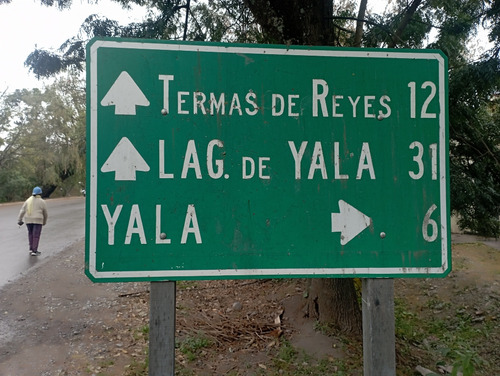 TERMAS DE REYES 12
LAG. DE YALA 31
YALA 6